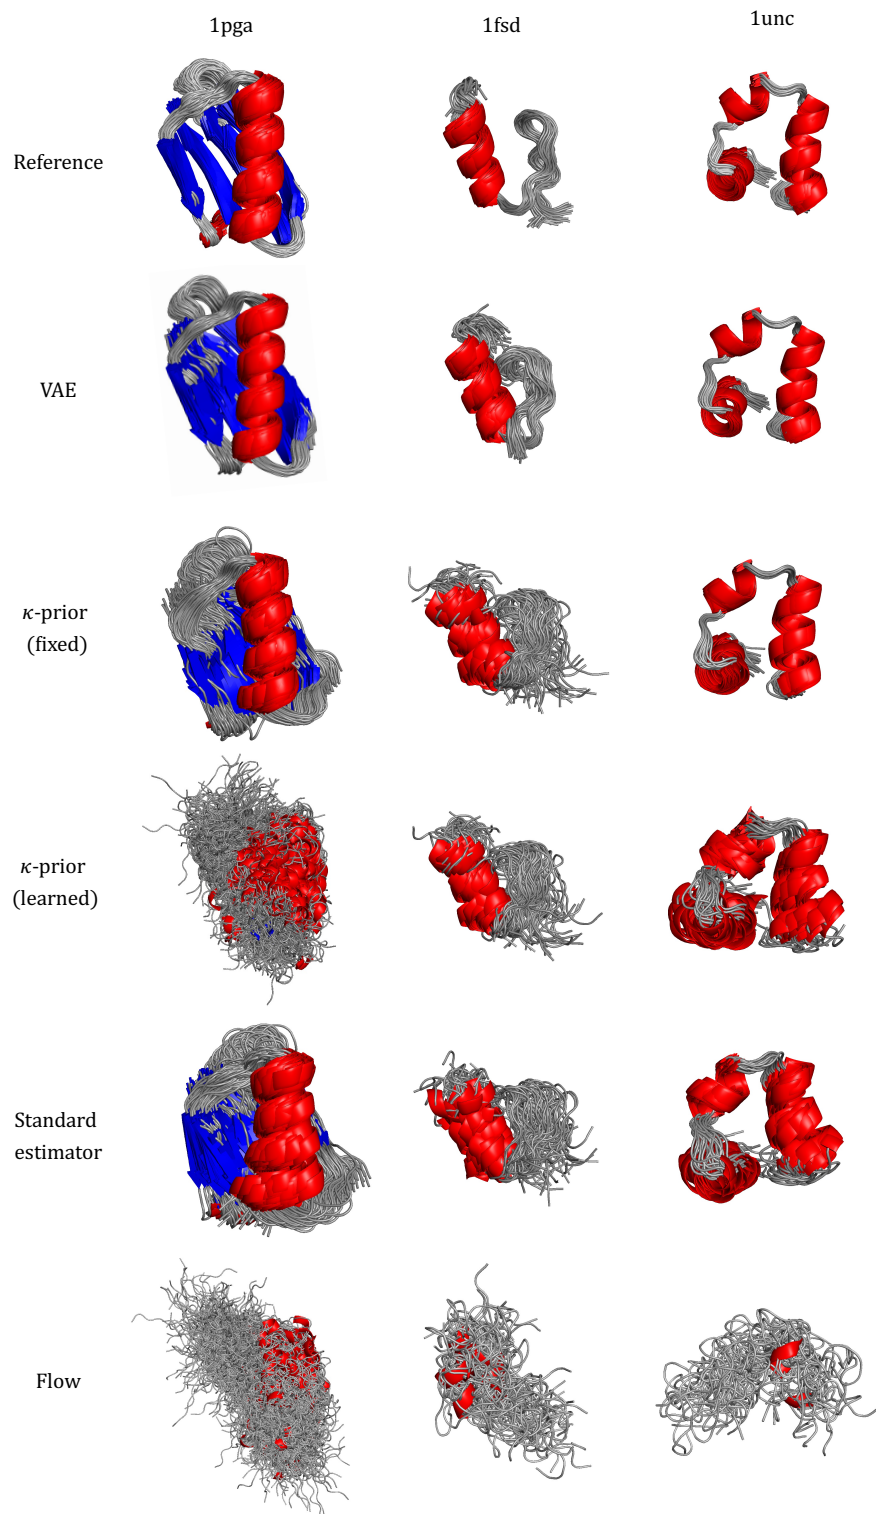 1pga 1fsd 1unc
Reference
VAE
κ-prior
(fixed)
κ-prior
(learned)
Standard
estimator
Flow